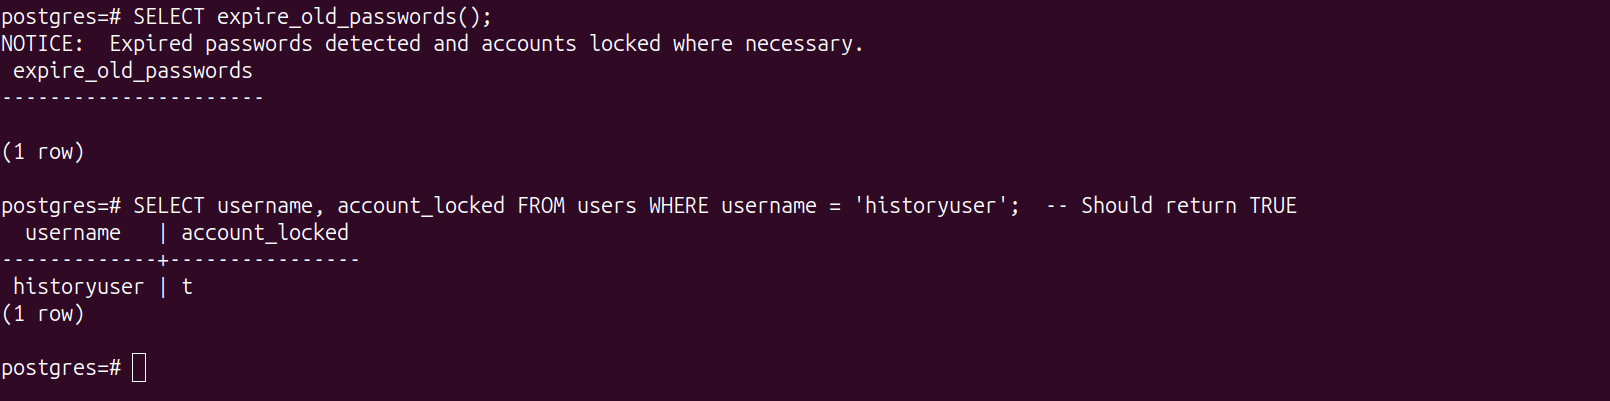 postgres=# SELECT expire_old_passwords();
NOTICE:  Expired passwords detected and accounts locked where necessary.
 expire_old_passwords
----------------------
(1 row)
postgres=# SELECT username, account_locked FROM users WHERE username = 'historyuser';  -- Should return TRUE
  username   | account_locked
-------------+----------------
 historyuser | t
(1 row)
postgres=#